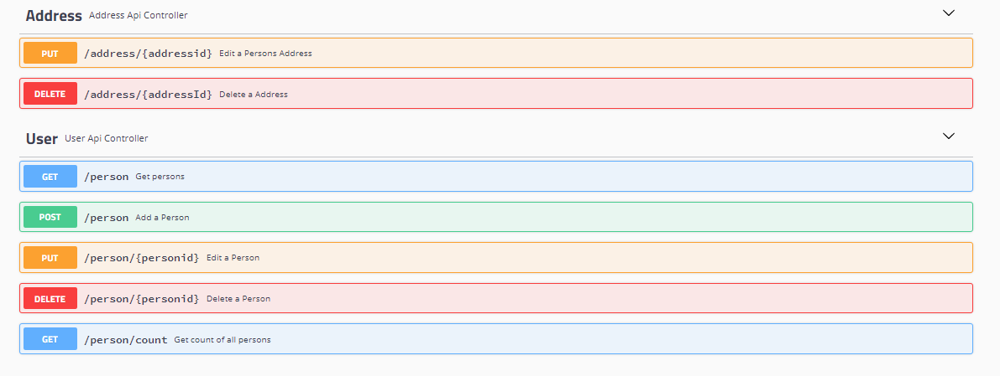 Address Address Api Controller
PUT /address/{addressid} Edit a Persons Address
DELETE /address/{addressId} Delete a Address
User User Api Controller
GET /person Get persons
POST /person Add a Person
PUT /person/{personid} Edit a Person
DELETE /person/{personid} Delete a Person
GET /person/count Get count of all persons